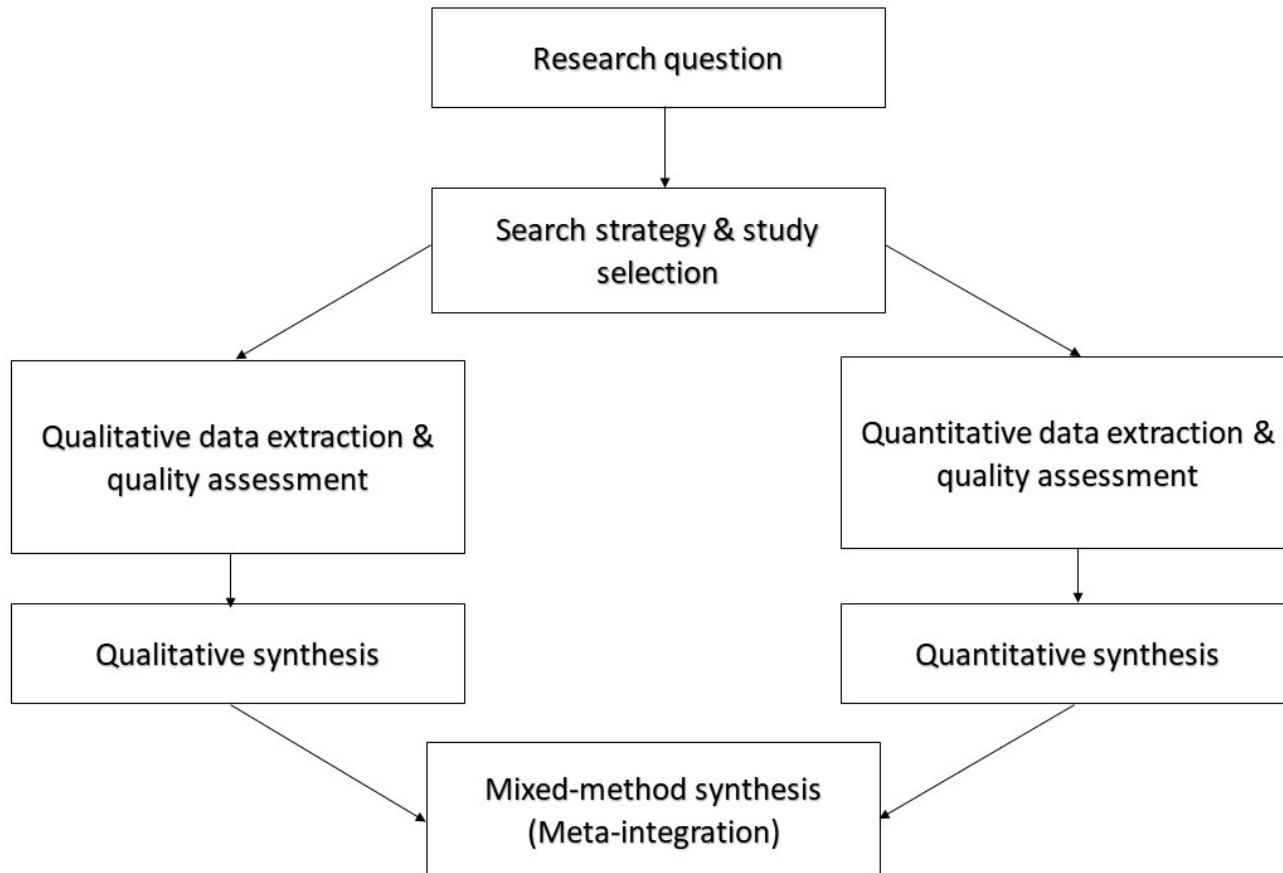 Research question
Search strategy & study
selection
Qualitative data extraction &
quality assessment
Quantitative data extraction &
quality assessment
Qualitative synthesis
Quantitative synthesis
Mixed-method synthesis
(Meta-integration)